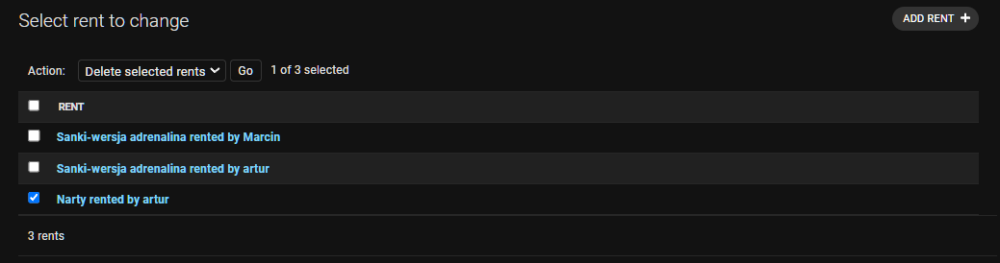 Select rent to change
ADD RENT +
Action: Delete selected rents Go 1 of 3 selected
RENT
Sanki-wersja adrenalina rented by Marcin
Sanki-wersja adrenalina rented by artur
Narty rented by artur
3 rents